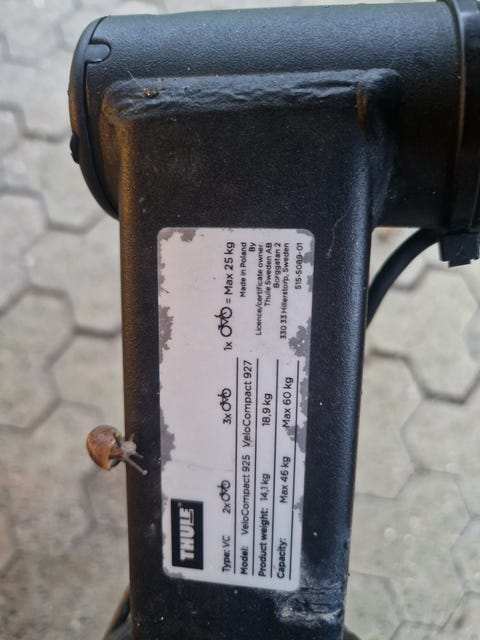 THULE
Type: VC 2x 3x 1x = Max 25 kg
Model: VeloCompact 925 VeloCompact 927
Product weight: 14,1 kg 18,9 kg
Capacity: Max 46 kg Max 60 kg
Made in Poland
By
Licence/certificate owner:
Thule Sweden AB
Borggatan 2
330 33 Hillerstorp, Sweden
515-5089-01